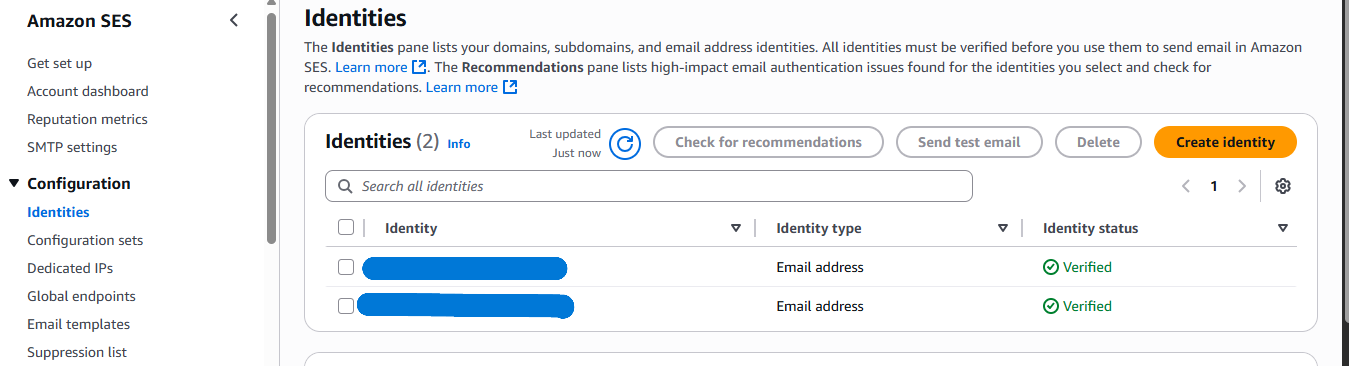 Amazon SES
Get set up
Account dashboard
Reputation metrics
SMTP settings
Configuration
Identities
Configuration sets
Dedicated IPs
Global endpoints
Email templates
Suppression list
Identities
The Identities pane lists your domains, subdomains, and email address identities. All identities must be verified before you use them to send email in Amazon
SES. Learn more. The Recommendations pane lists high-impact email authentication issues found for the identities you select and check for
recommendations. Learn more
Identities (2) Info
Last updated
Just now
Check for recommendations
Send test email
Delete
Create identity
Search all identities
1
Identity Identity type Identity status
Email address Verified
Email address Verified